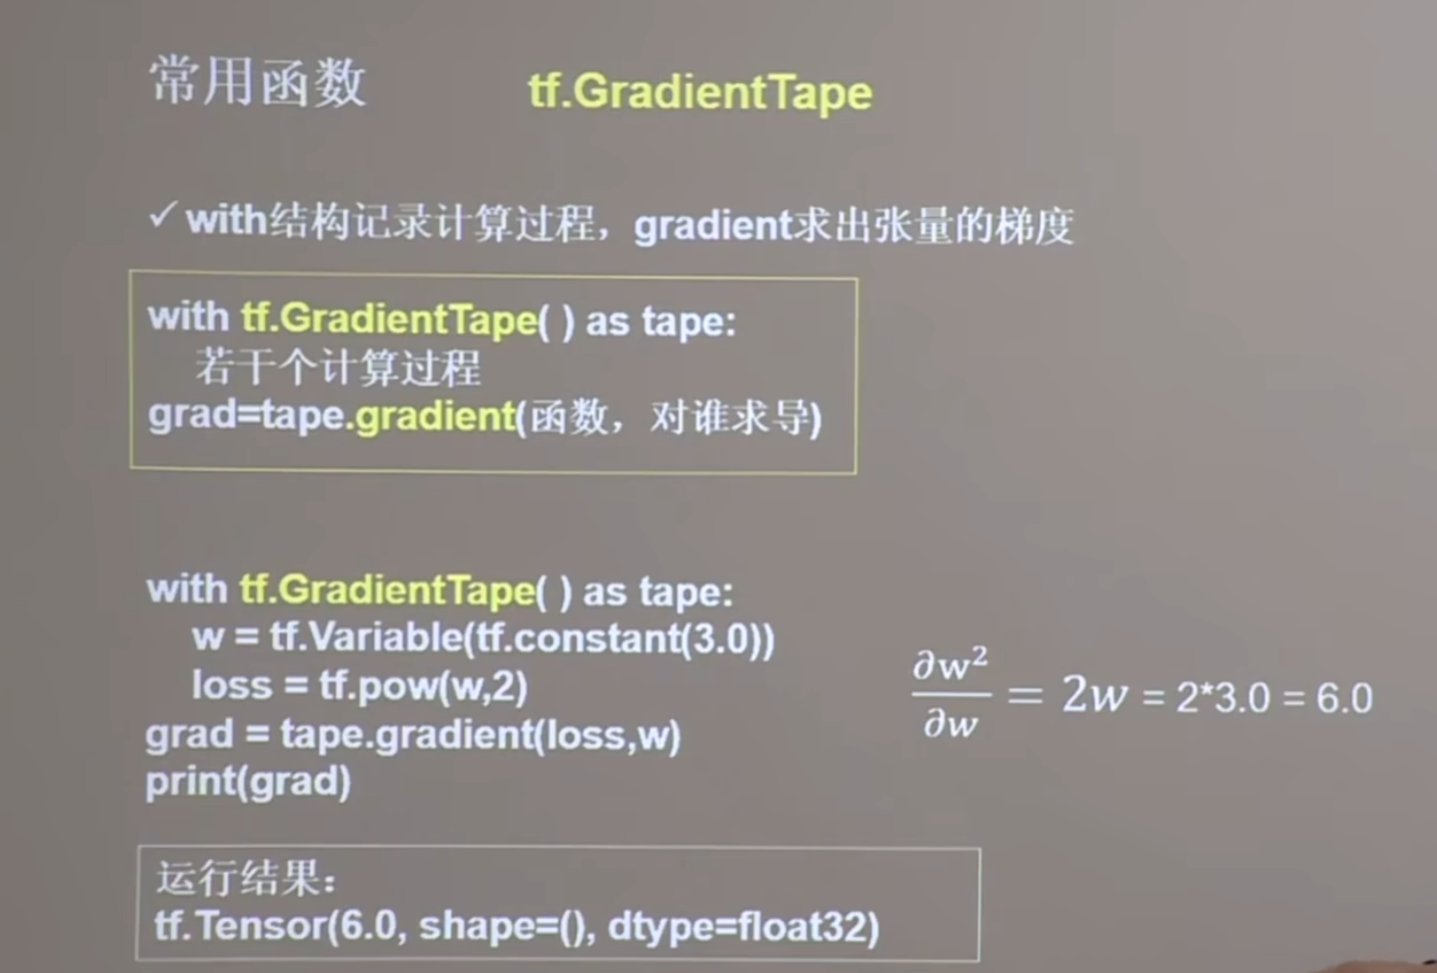 常用函数 tf.GradientTape
✓ with结构记录计算过程，gradient求出张量的梯度
with tf.GradientTape( ) as tape:
若干个计算过程
grad=tape.gradient(函数，对谁求导)
with tf.GradientTape( ) as tape:
w = tf.Variable(tf.constant(3.0))
loss = tf.pow(w,2)
grad = tape.gradient(loss,w)
print(grad)
∂w²/∂w = 2w = 2*3.0 = 6.0
运行结果：
tf.Tensor(6.0, shape=(), dtype=float32)